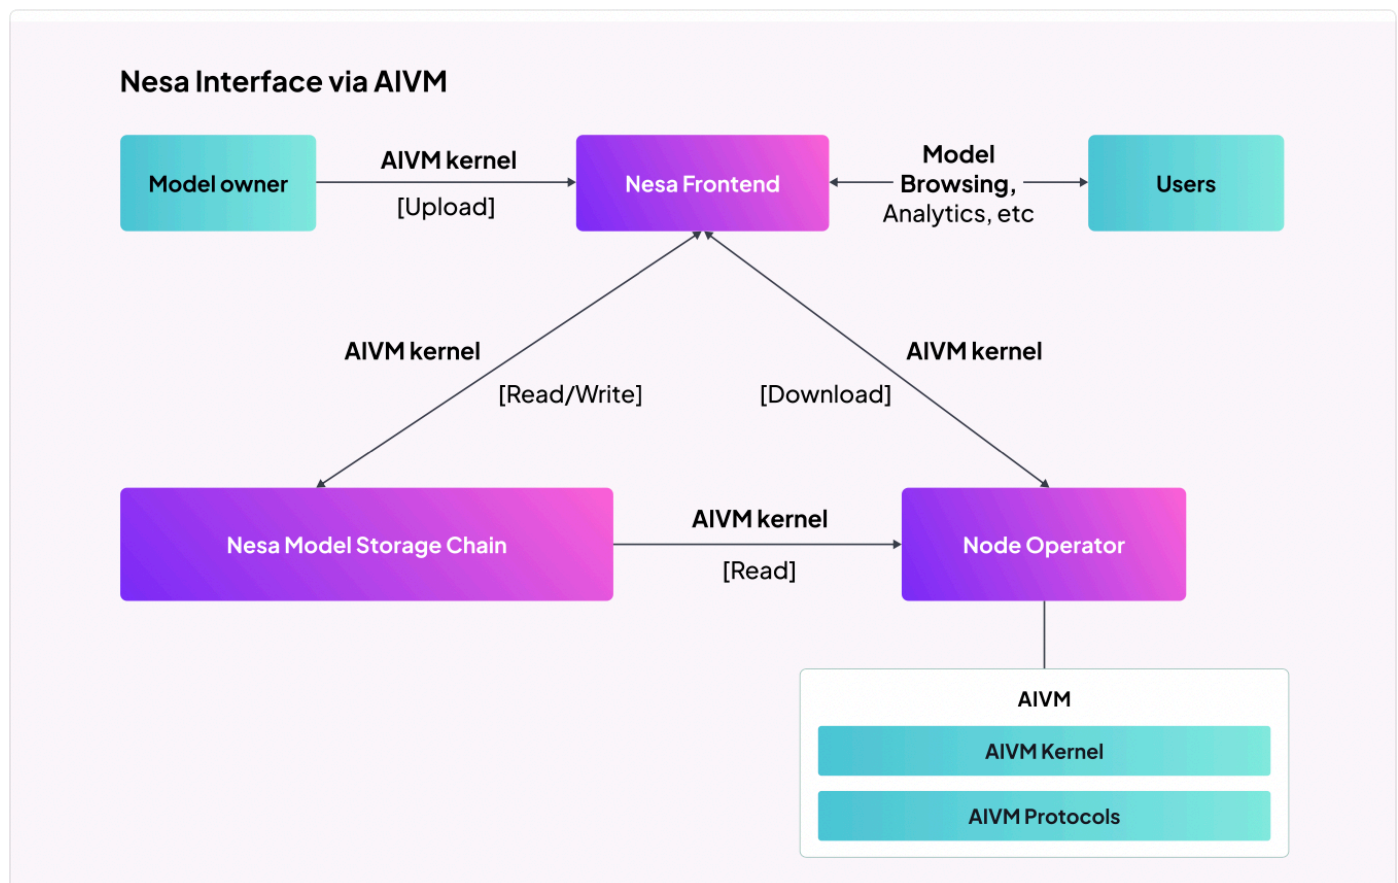 Nesa Interface via AIVM
Model owner
AIVM kernel
[Upload]
Nesa Frontend
Model
Browsing,
Analytics, etc
Users
AIVM kernel
[Read/Write]
AIVM kernel
[Download]
Nesa Model Storage Chain
AIVM kernel
[Read]
Node Operator
AIVM
AIVM Kernel
AIVM Protocols